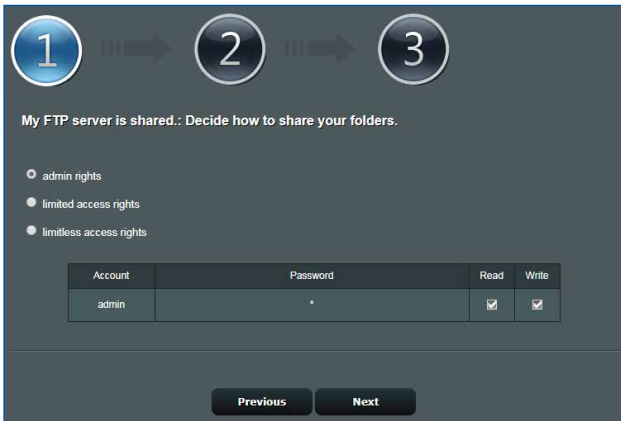 1 2 3
My FTP server is shared.: Decide how to share your folders.
admin rights
limited access rights
limitless access rights
Account Password Read Write
admin *
Previous Next